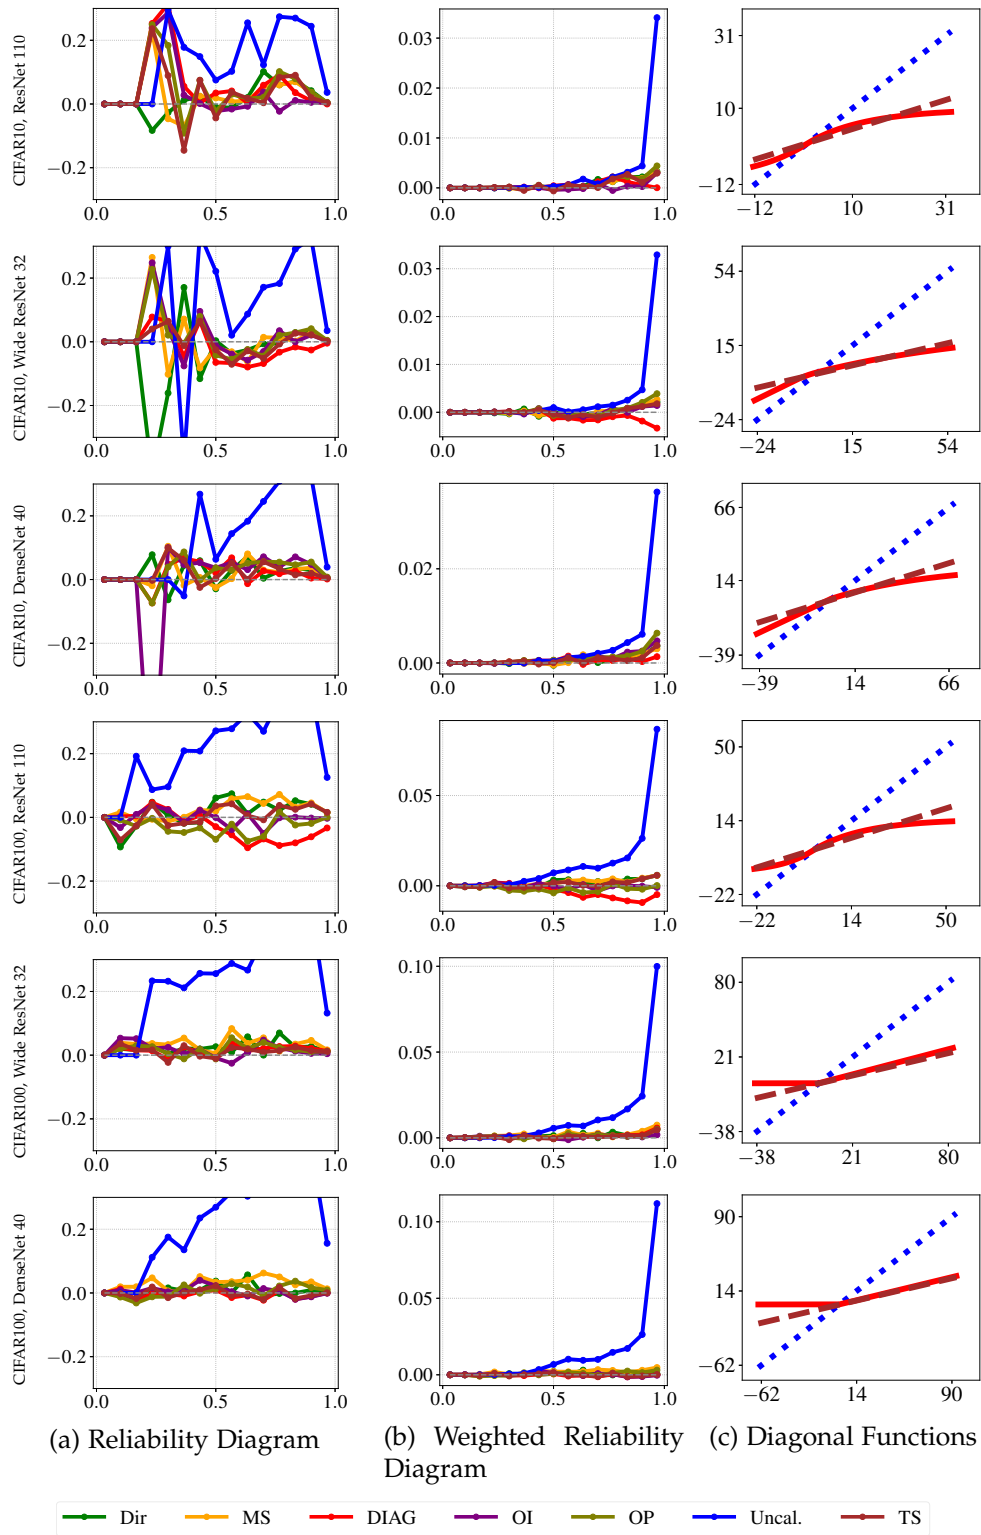 CIFAR10, ResNet 110
0.2
0.0
−0.2
0.0 0.5 1.0
0.03
0.02
0.01
0.00
0.0 0.5 1.0
31
10
−12
−12 10 31
CIFAR10, Wide ResNet 32
0.2
0.0
−0.2
0.0 0.5 1.0
0.03
0.02
0.01
0.00
0.0 0.5 1.0
54
15
−24
−24 15 54
CIFAR10, DenseNet 40
0.2
0.0
−0.2
0.0 0.5 1.0
0.02
0.00
0.0 0.5 1.0
66
14
−39
−39 14 66
CIFAR100, ResNet 110
0.2
0.0
−0.2
0.0 0.5 1.0
0.05
0.00
0.0 0.5 1.0
50
14
−22
−22 14 50
CIFAR100, Wide ResNet 32
0.2
0.0
−0.2
0.0 0.5 1.0
0.10
0.05
0.00
0.0 0.5 1.0
80
21
−38
−38 21 80
CIFAR100, DenseNet 40
0.2
0.0
−0.2
0.0 0.5 1.0
0.10
0.05
0.00
0.0 0.5 1.0
90
14
−62
−62 14 90
(a) Reliability Diagram
(b) Weighted Reliability
Diagram
(c) Diagonal Functions
Dir MS DIAG OI OP Uncal. TS